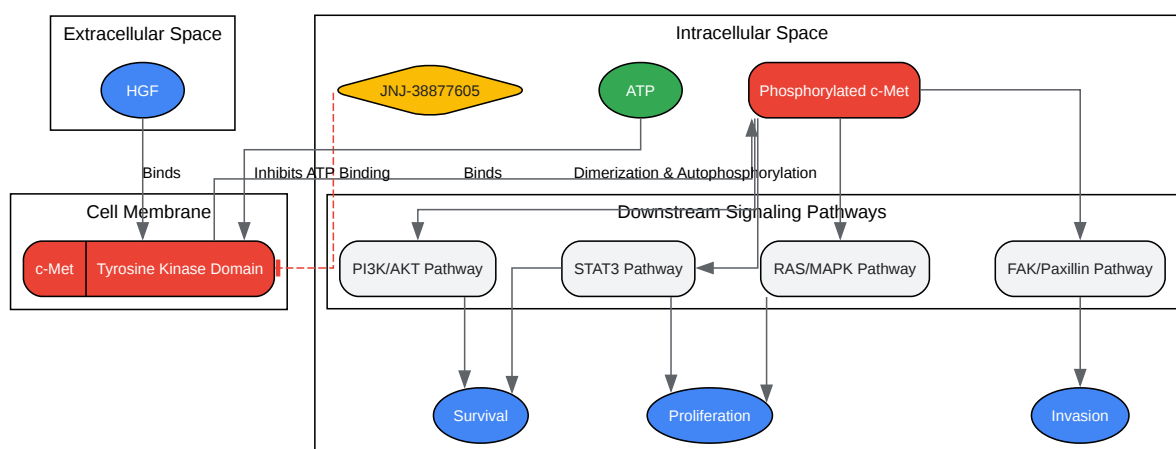 Extracellular Space
Intracellular Space
HGF
JNJ-38877605
ATP
Phosphorylated c-Met
Binds
Inhibits ATP Binding
Binds
Dimerization & Autophosphorylation
Cell Membrane
Downstream Signaling Pathways
c-Met
Tyrosine Kinase Domain
PI3K/AKT Pathway
STAT3 Pathway
RAS/MAPK Pathway
FAK/Paxillin Pathway
Survival
Proliferation
Invasion